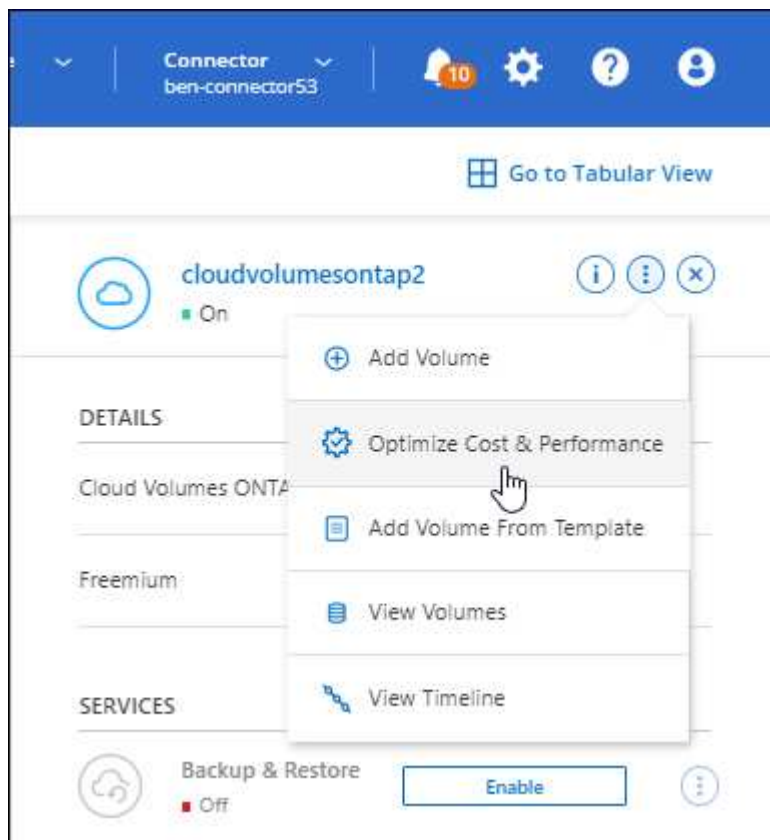 Connector
ben-connector53
10
Go to Tabular View
cloudvolumesontap2
On
Add Volume
DETAILS
Optimize Cost & Performance
Cloud Volumes ONTA
Add Volume From Template
Freemium
View Volumes
View Timeline
SERVICES
Backup & Restore
Enable
Off